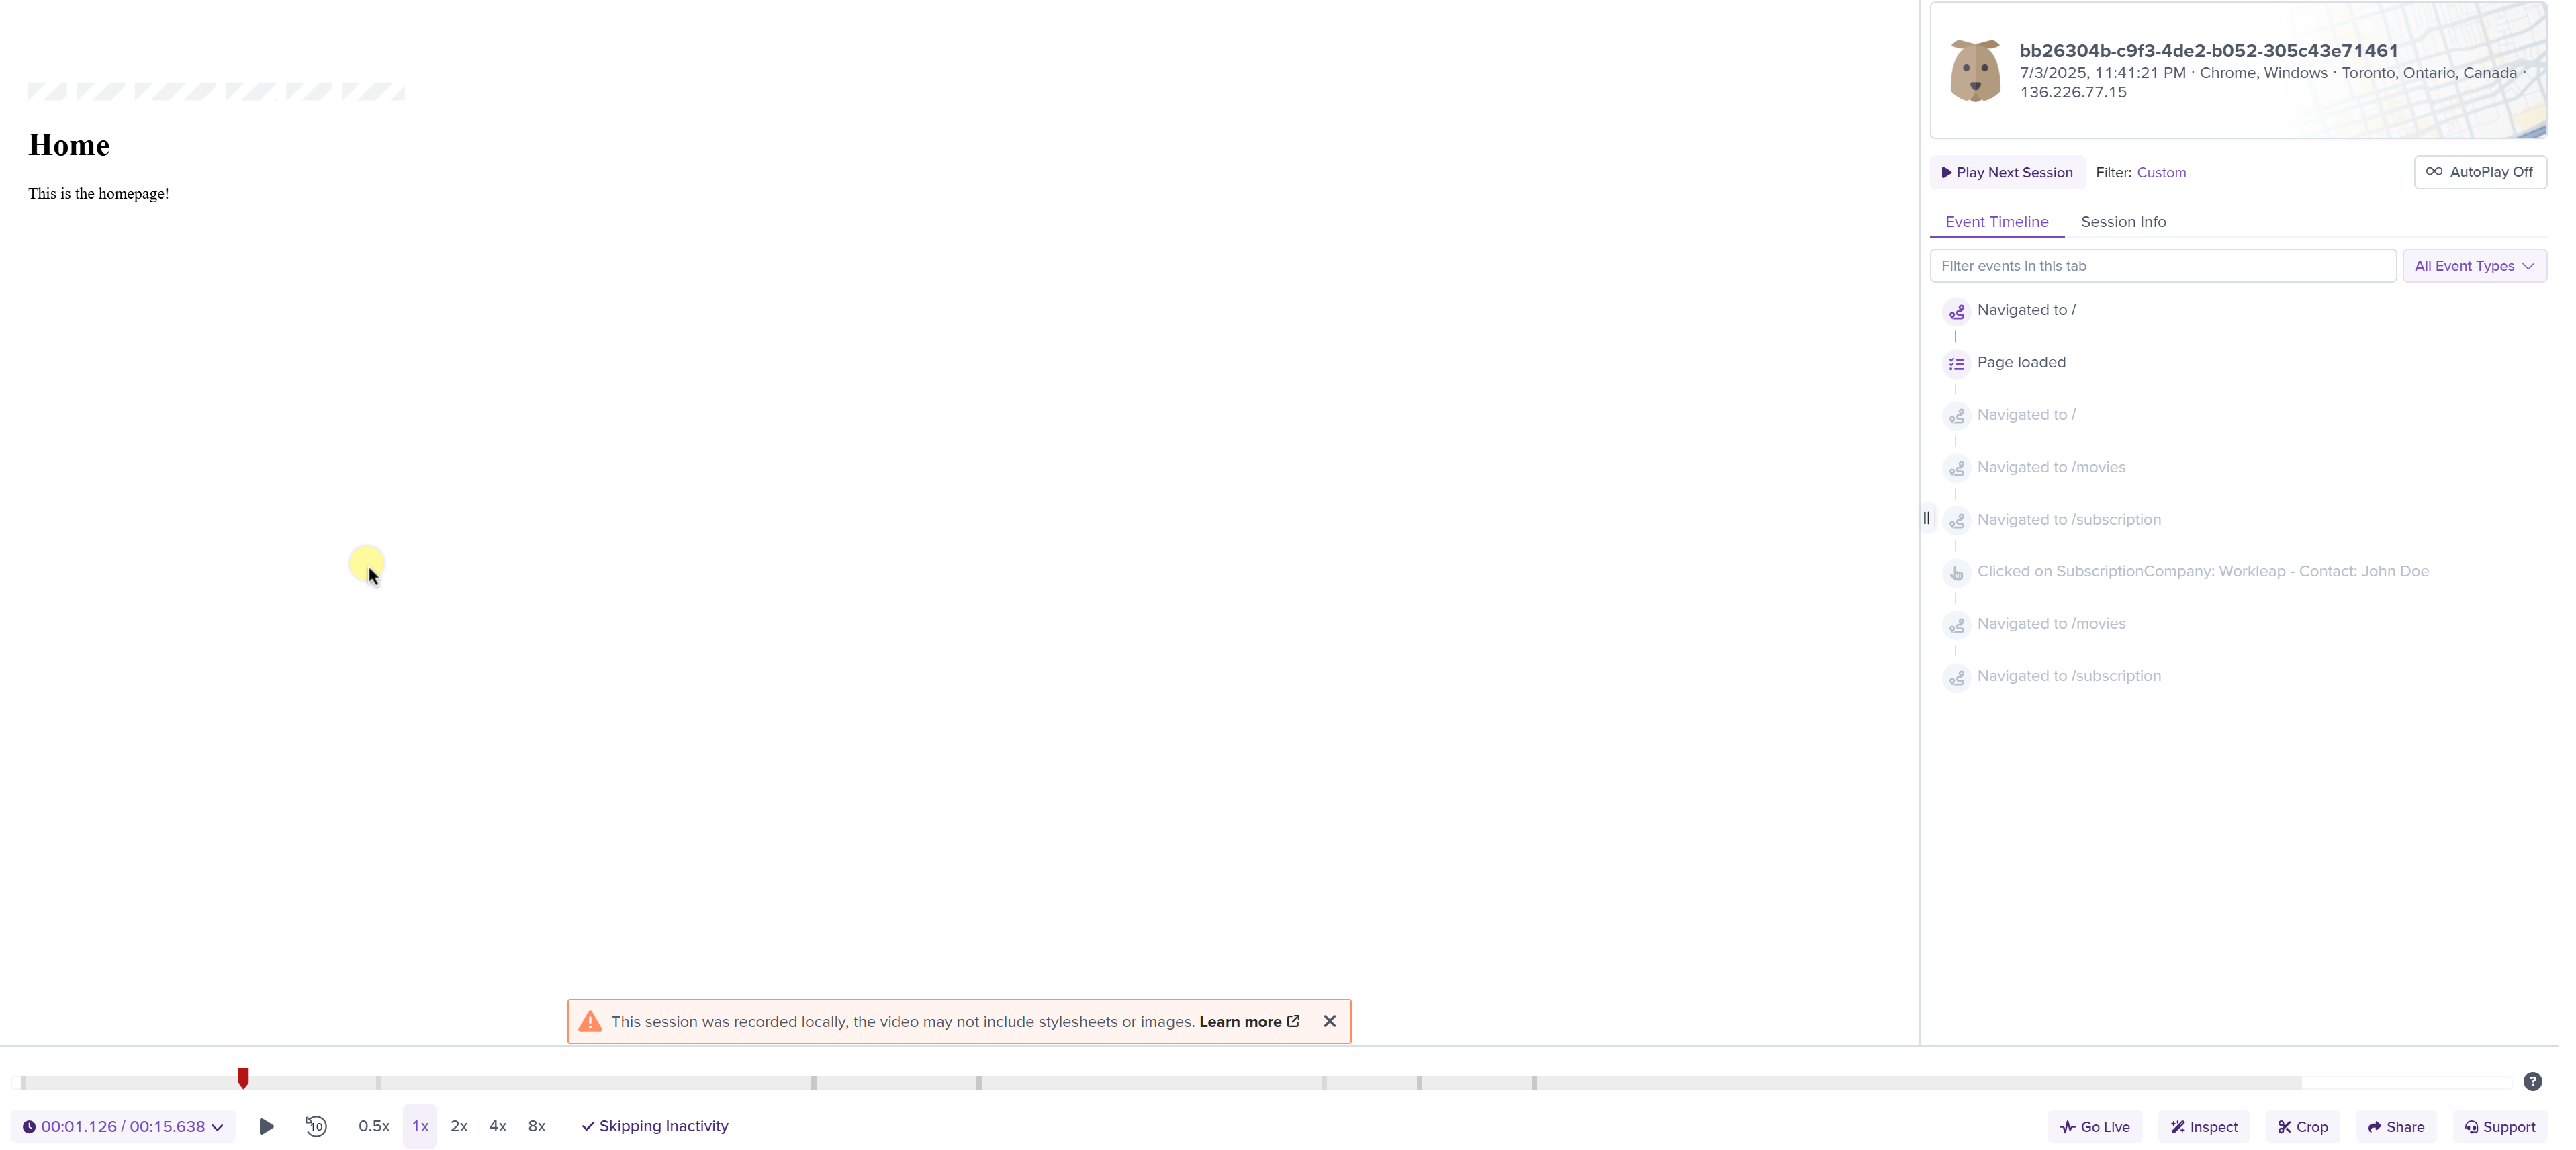 Home
This is the homepage!
This session was recorded locally, the video may not include stylesheets or images. Learn more
bb26304b-c9f3-4de2-b052-305c43e71461
7/3/2025, 11:41:21 PM · Chrome, Windows · Toronto, Ontario, Canada ·
136.226.77.15
Play Next Session Filter: Custom AutoPlay Off
Event Timeline Session Info
Filter events in this tab All Event Types
Navigated to /
Page loaded
Navigated to /
Navigated to /movies
Navigated to /subscription
Clicked on SubscriptionCompany: Workleap - Contact: John Doe
Navigated to /movies
Navigated to /subscription
?
00:01.126 / 00:15.638 10 0.5x 1x 2x 4x 8x Skipping Inactivity Go Live Inspect Crop Share Support